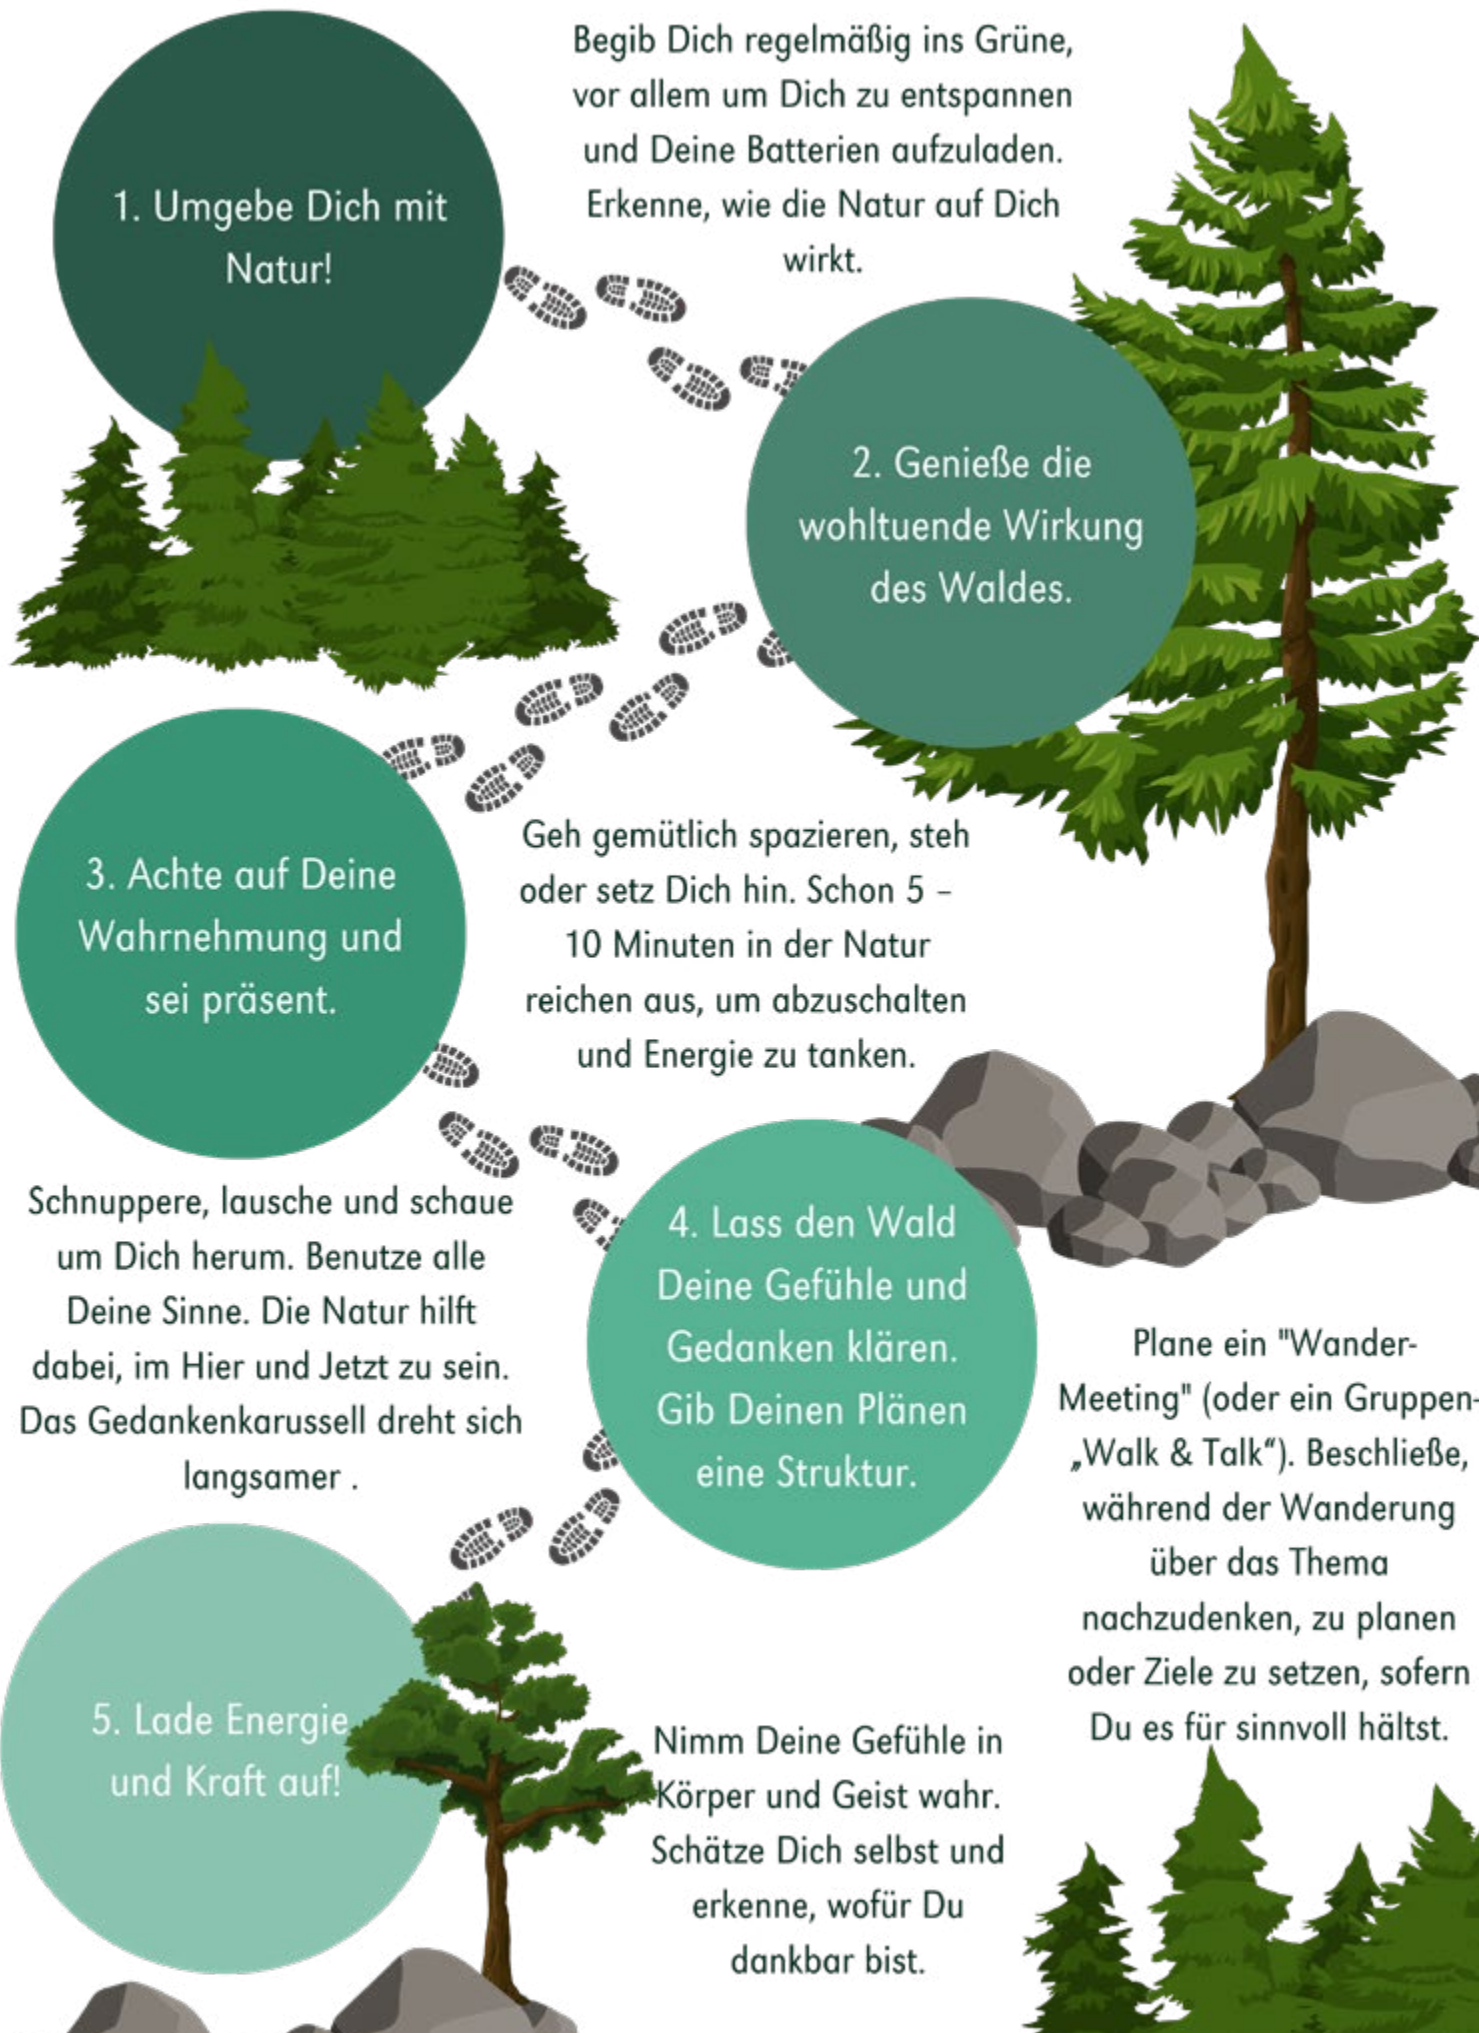 1. Umgebe Dich mit
Natur!
Begib Dich regelmäßig ins Grüne,
vor allem um Dich zu entspannen
und Deine Batterien aufzuladen.
Erkenne, wie die Natur auf Dich
wirkt.
2. Genieße die
wohltuende Wirkung
des Waldes.
Geh gemütlich spazieren, steh
oder setz Dich hin. Schon 5 –
10 Minuten in der Natur
reichen aus, um abzuschalten
und Energie zu tanken.
3. Achte auf Deine
Wahrnehmung und
sei präsent.
Schnuppere, lausche und schaue
um Dich herum. Benutze alle
Deine Sinne. Die Natur hilft
dabei, im Hier und Jetzt zu sein.
Das Gedankenkarussell dreht sich
langsamer .
4. Lass den Wald
Deine Gefühle und
Gedanken klären.
Gib Deinen Plänen
eine Struktur.
Plane ein "Wander-
Meeting" (oder ein Gruppen-
„Walk & Talk“). Beschließe,
während der Wanderung
über das Thema
nachzudenken, zu planen
oder Ziele zu setzen, sofern
Du es für sinnvoll hältst.
5. Lade Energie
und Kraft auf!
Nimm Deine Gefühle in
Körper und Geist wahr.
Schätze Dich selbst und
erkenne, wofür Du
dankbar bist.